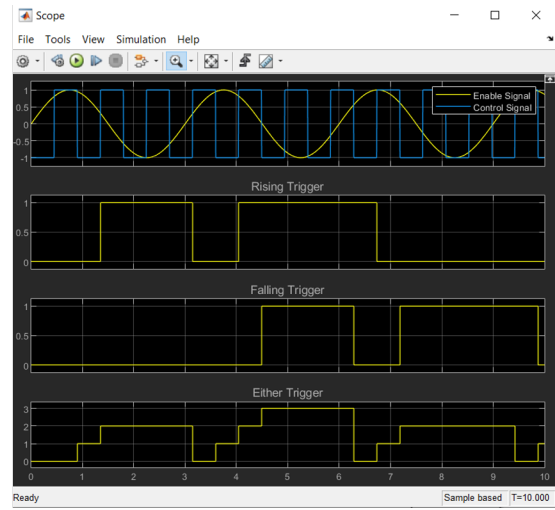 Scope
File Tools View Simulation Help
1
0.5
0
-0.5
-1
Enable Signal
Control Signal
Rising Trigger
1
0.5
0
Falling Trigger
1
0.5
0
Either Trigger
3
2
1
0
0 1 2 3 4 5 6 7 8 9 10
Ready Sample based T=10.000